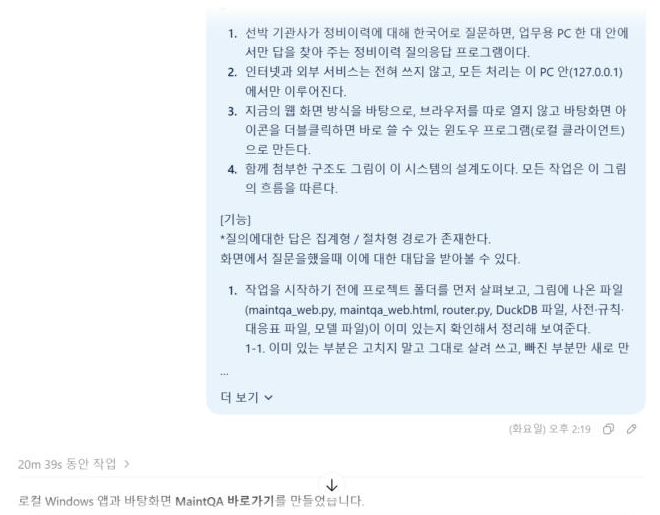 1. 선박 기관사가 정비이력에 대해 한국어로 질문하면, 업무용 PC 한 대 안에
서만 답을 찾아 주는 정비이력 질의응답 프로그램이다.
2. 인터넷과 외부 서비스는 전혀 쓰지 않고, 모든 처리는 이 PC 안(127.0.0.1)
에서만 이루어진다.
3. 지금의 웹 화면 방식을 바탕으로, 브라우저를 따로 열지 않고 바탕화면 아
이콘을 더블클릭하면 바로 쓸 수 있는 윈도우 프로그램(로컬 클라이언트)
으로 만든다.
4. 함께 첨부한 구조도 그림이 이 시스템의 설계도이다. 모든 작업은 이 그림
의 흐름을 따른다.
[기능]
*질의에대한 답은 집계형 / 절차형 경로가 존재한다.
화면에서 질문을했을때 이에 대한 대답을 받아볼 수 있다.
1. 작업을 시작하기 전에 프로젝트 폴더를 먼저 살펴보고, 그림에 나온 파일
(maintqa_web.py, maintqa_web.html, router.py, DuckDB 파일, 사전·규칙·
대응표 파일, 모델 파일)이 이미 있는지 확인해서 정리해 보여준다.
1-1. 이미 있는 부분은 고치지 말고 그대로 살려 쓰고, 빠진 부분만 새로 만
...
더 보기
(화요일) 오후 2:19
20m 39s 동안 작업
로컬 Windows 앱과 바탕화면 MaintQA 바로가기를 만들었습니다.